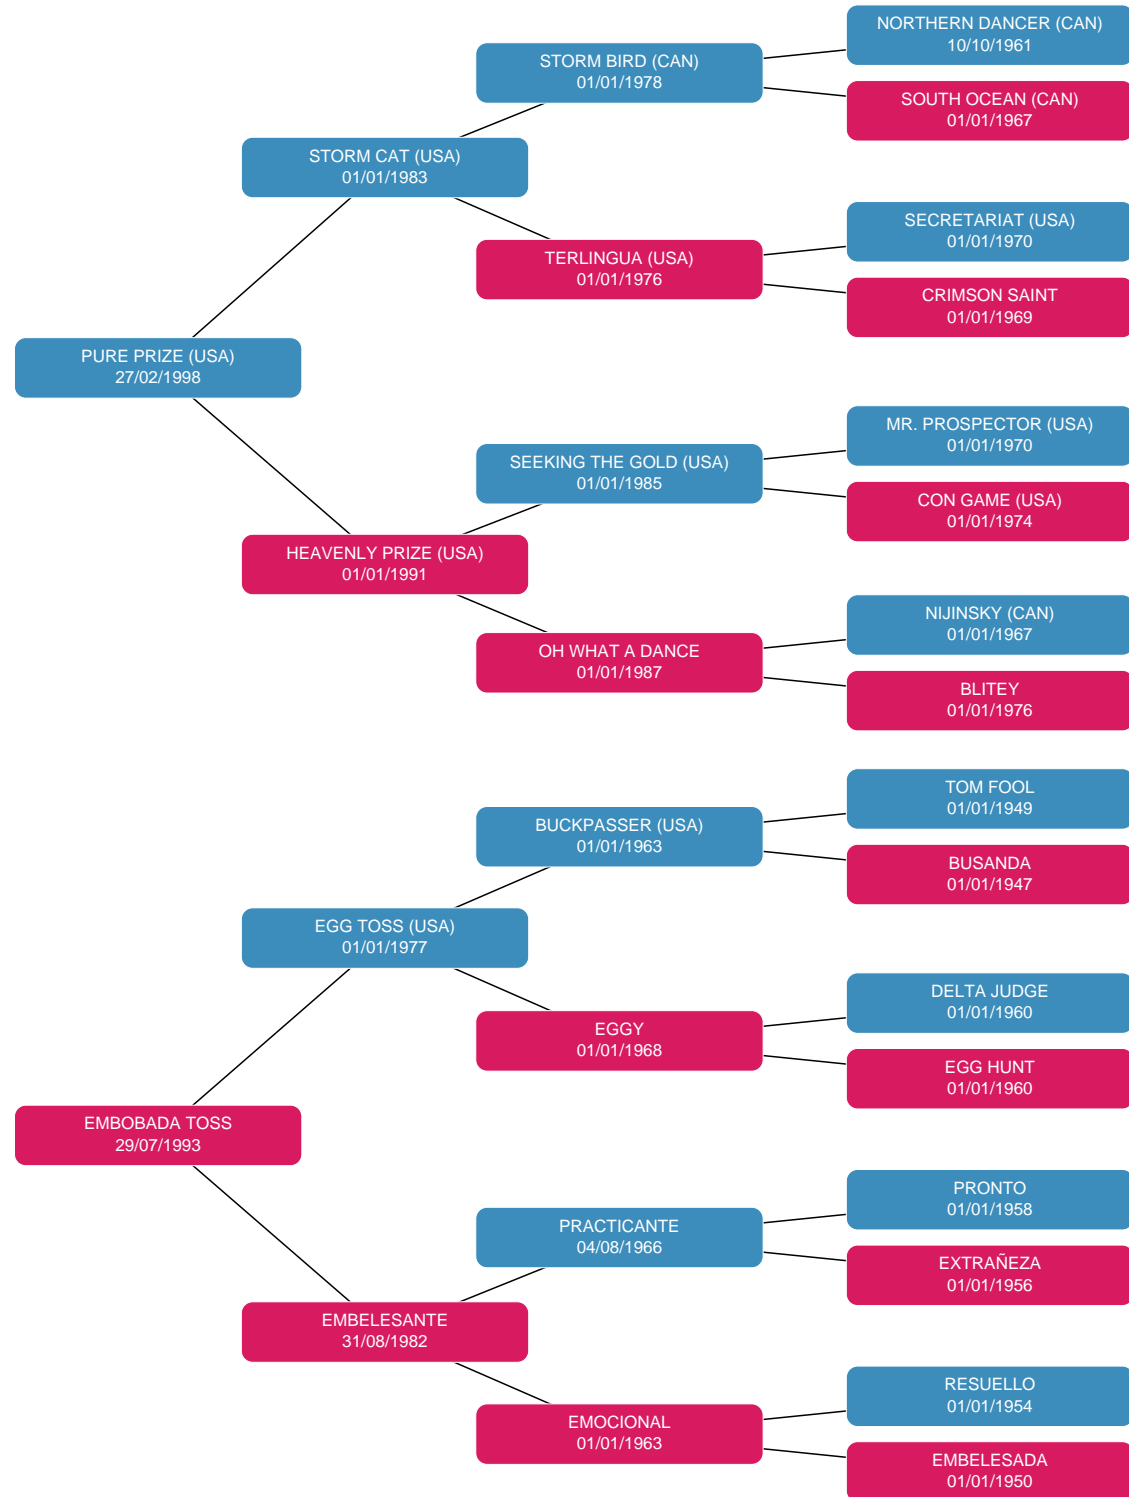 NORTHERN DANCER (CAN)
10/10/1961
STORM BIRD (CAN)
01/01/1978
SOUTH OCEAN (CAN)
01/01/1967
STORM CAT (USA)
01/01/1983
SECRETARIAT (USA)
01/01/1970
TERLINGUA (USA)
01/01/1976
CRIMSON SAINT
01/01/1969
PURE PRIZE (USA)
27/02/1998
MR. PROSPECTOR (USA)
01/01/1970
SEEKING THE GOLD (USA)
01/01/1985
CON GAME (USA)
01/01/1974
HEAVENLY PRIZE (USA)
01/01/1991
NIJINSKY (CAN)
01/01/1967
OH WHAT A DANCE
01/01/1987
BLITEY
01/01/1976
TOM FOOL
01/01/1949
BUCKPASSER (USA)
01/01/1963
BUSANDA
01/01/1947
EGG TOSS (USA)
01/01/1977
DELTA JUDGE
01/01/1960
EGGY
01/01/1968
EGG HUNT
01/01/1960
EMBOBADA TOSS
29/07/1993
PRONTO
01/01/1958
PRACTICANTE
04/08/1966
EXTRAÑEZA
01/01/1956
EMBELESANTE
31/08/1982
RESUELLO
01/01/1954
EMOCIONAL
01/01/1963
EMBELESADA
01/01/1950